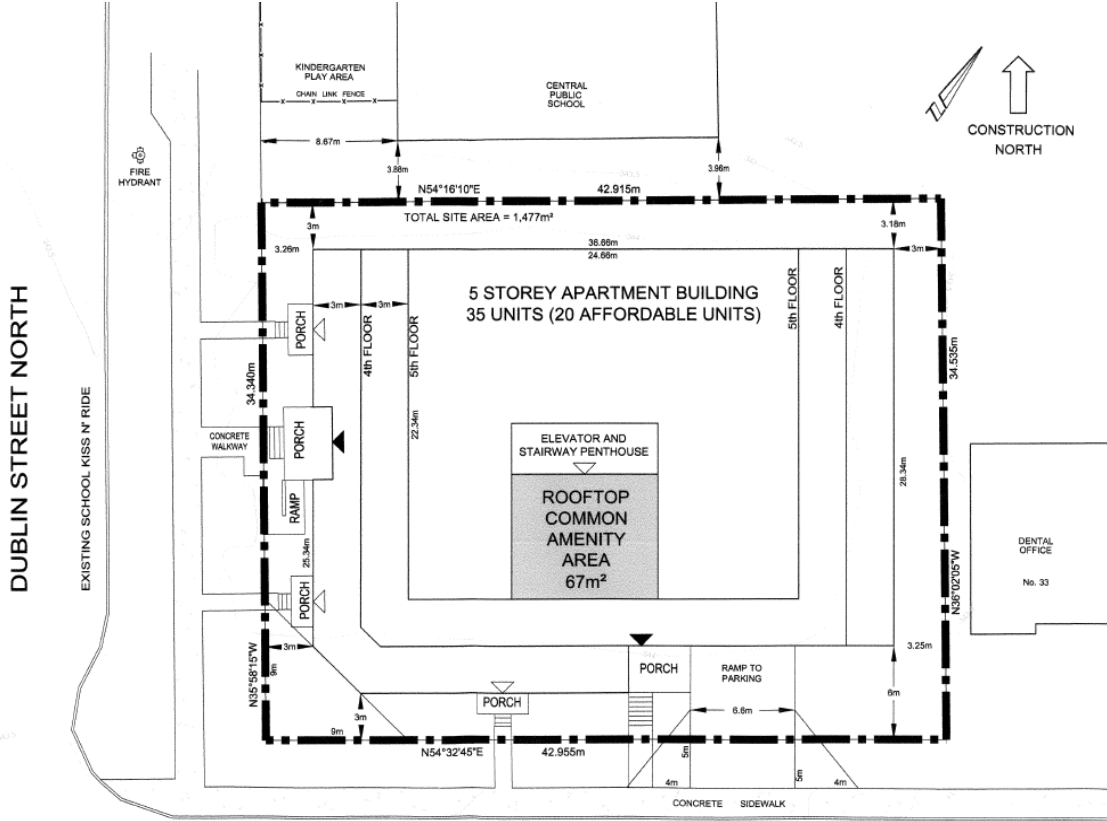 KINDERGARTEN
PLAY AREA
CHAIN LINK FENCE
8.67m
CENTRAL
PUBLIC
SCHOOL
CONSTRUCTION
NORTH
FIRE
HYDRANT
3.88m
3.96m
N54°16'10"E
42.915m
TOTAL SITE AREA = 1,477m²
3m
3.26m
3.18m
3m
36.66m
24.66m
5 STOREY APARTMENT BUILDING
35 UNITS (20 AFFORDABLE UNITS)
3m
3m
4th FLOOR
5th FLOOR
5th FLOOR
4th FLOOR
PORCH
34.340m
34.535m
22.34m
28.34m
DUBLIN STREET NORTH
EXISTING SCHOOL KISS N' RIDE
CONCRETE
WALKWAY
PORCH
RAMP
25.34m
PORCH
ELEVATOR AND
STAIRWAY PENTHOUSE
ROOFTOP
COMMON
AMENITY
AREA
67m²
DENTAL
OFFICE
No. 33
N36°02'05"W
N35°58'15"W
3m
9m
3.25m
PORCH
RAMP TO
PARKING
6m
PORCH
6.6m
3m
9m
N54°32'45"E
42.955m
5m
5m
4m
4m
CONCRETE SIDEWALK